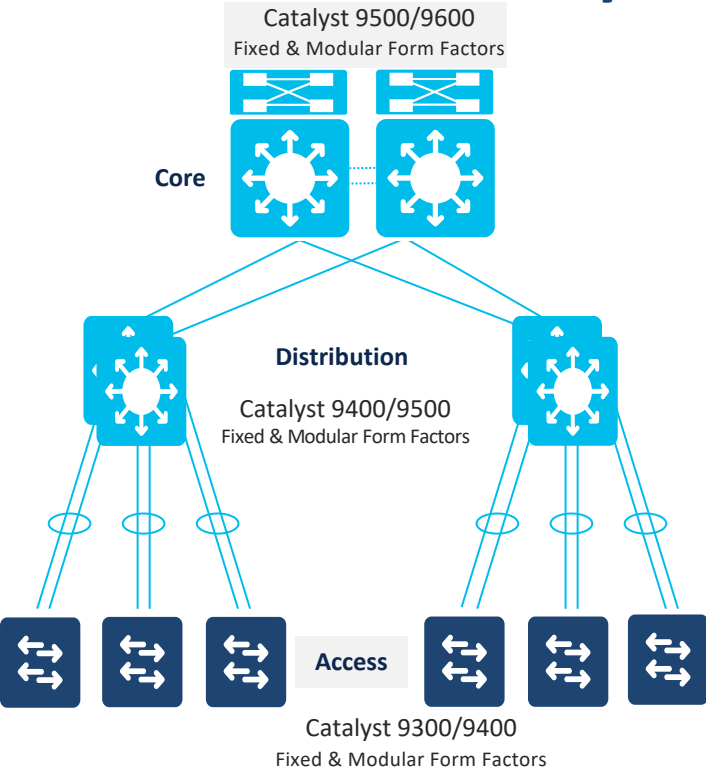 Catalyst 9500/9600
Fixed & Modular Form Factors
Core
Distribution
Catalyst 9400/9500
Fixed & Modular Form Factors
Access
Catalyst 9300/9400
Fixed & Modular Form Factors